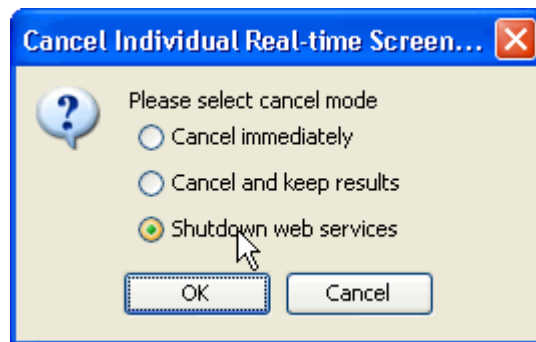 Cancel Individual Real-time Screen...
Please select cancel mode
Cancel immediately
Cancel and keep results
Shutdown web services
OK
Cancel